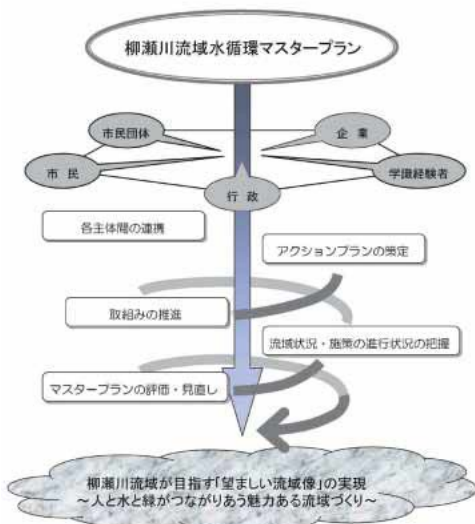 柳瀬川流域水循環マスタープラン
市民団体
企業
市民
学識経験者
行政
各主体間の連携
アクションプランの策定
取組みの推進
流域状況・施策の進行状況の把握
マスタープランの評価・見直し
柳瀬川流域が目指す「望ましい流域像」の実現
～人と水と緑がつながりあう魅力ある流域づくり～